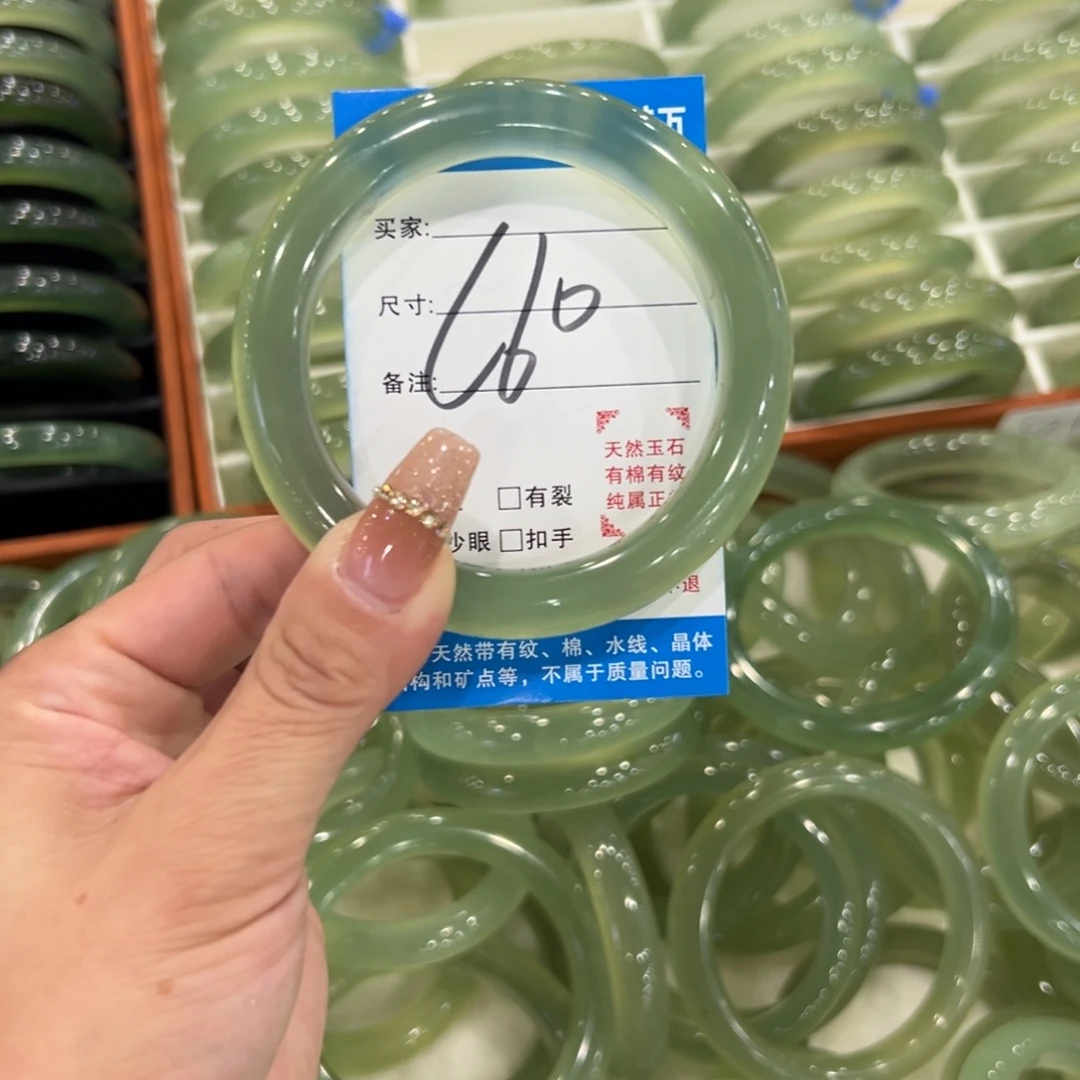 买家:
尺寸:
备注:
天然玉石
有棉有纹
纯属正
□有裂
眼 □扣手
退
天然带有纹、棉、水线、晶体
构和矿点等，不属于质量问题。